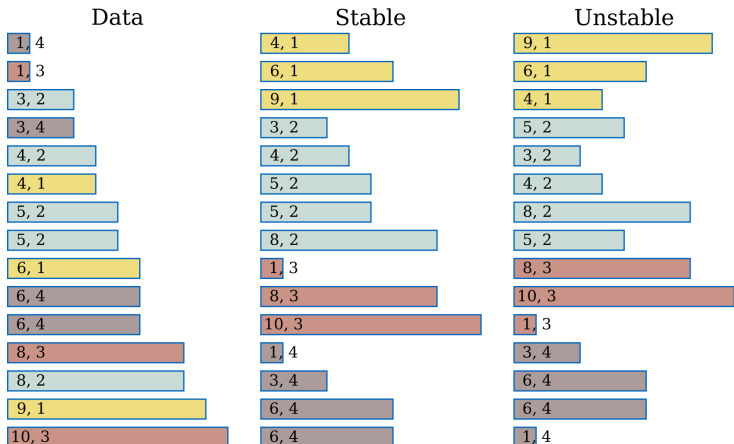 Data Stable Unstable
1, 4 4, 1 9, 1
1, 3 6, 1 6, 1
3, 2 9, 1 4, 1
3, 4 3, 2 5, 2
4, 2 4, 2 3, 2
4, 1 5, 2 4, 2
5, 2 5, 2 8, 2
5, 2 8, 2 5, 2
6, 1 1, 3 8, 3
6, 4 8, 3 10, 3
6, 4 10, 3 1, 3
8, 3 1, 4 3, 4
8, 2 3, 4 6, 4
9, 1 6, 4 6, 4
10, 3 6, 4 1, 4